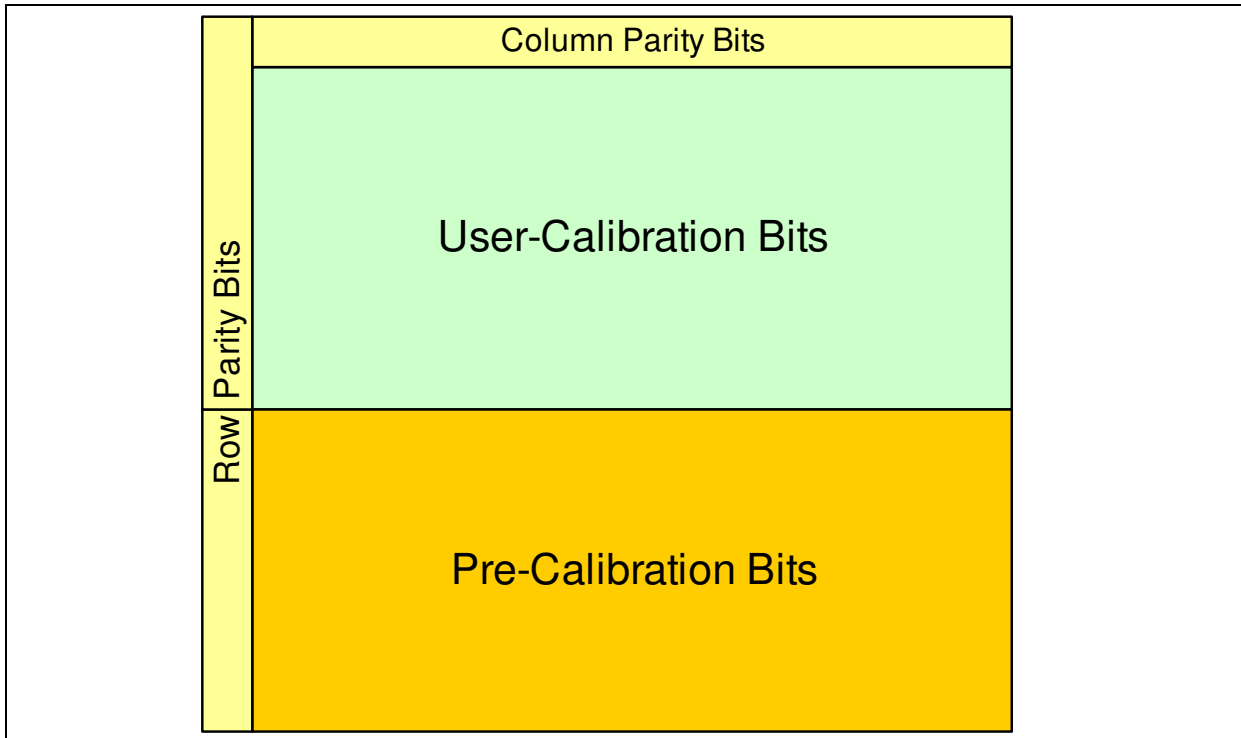 Column Parity Bits
User-Calibration Bits
Row Parity Bits
Pre-Calibration Bits